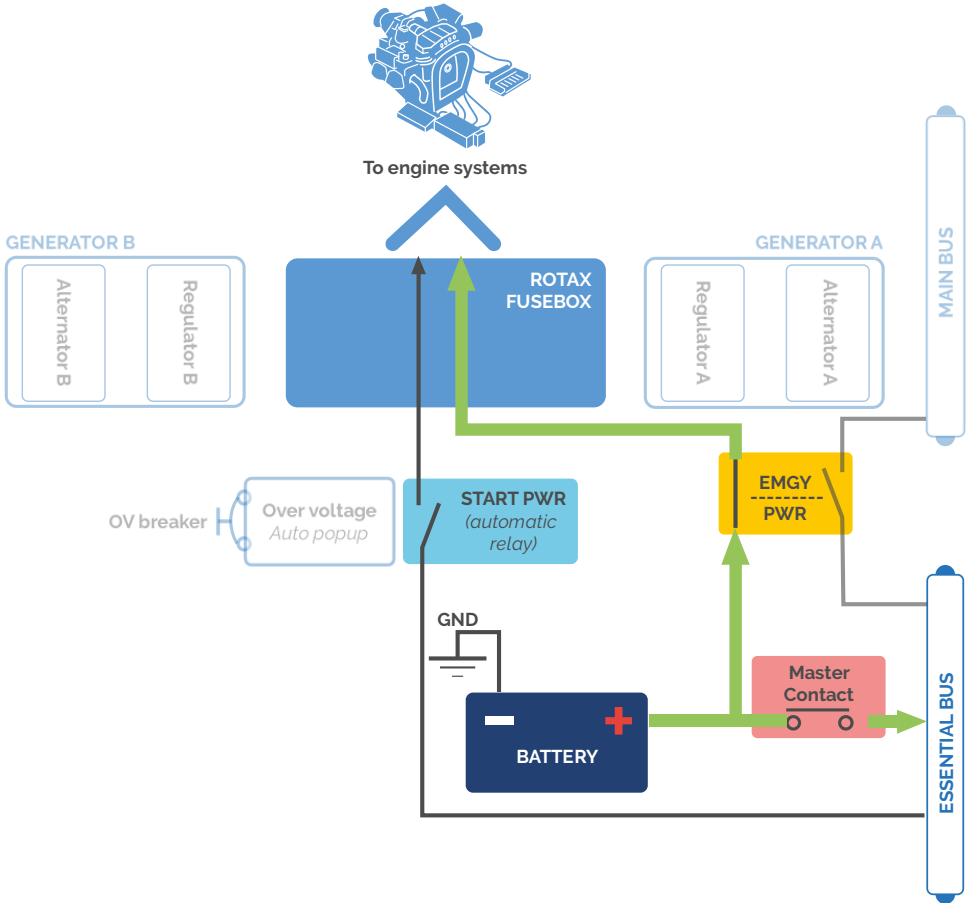 To engine systems
GENERATOR B
Alternator B
Regulator B
ROTAX
FUSEBOX
GENERATOR A
Regulator A
Alternator A
MAIN BUS
OV breaker
Over voltage
Auto popup
START PWR
(automatic
relay)
EMGY
PWR
GND
BATTERY
Master
Contact
ESSENTIAL BUS